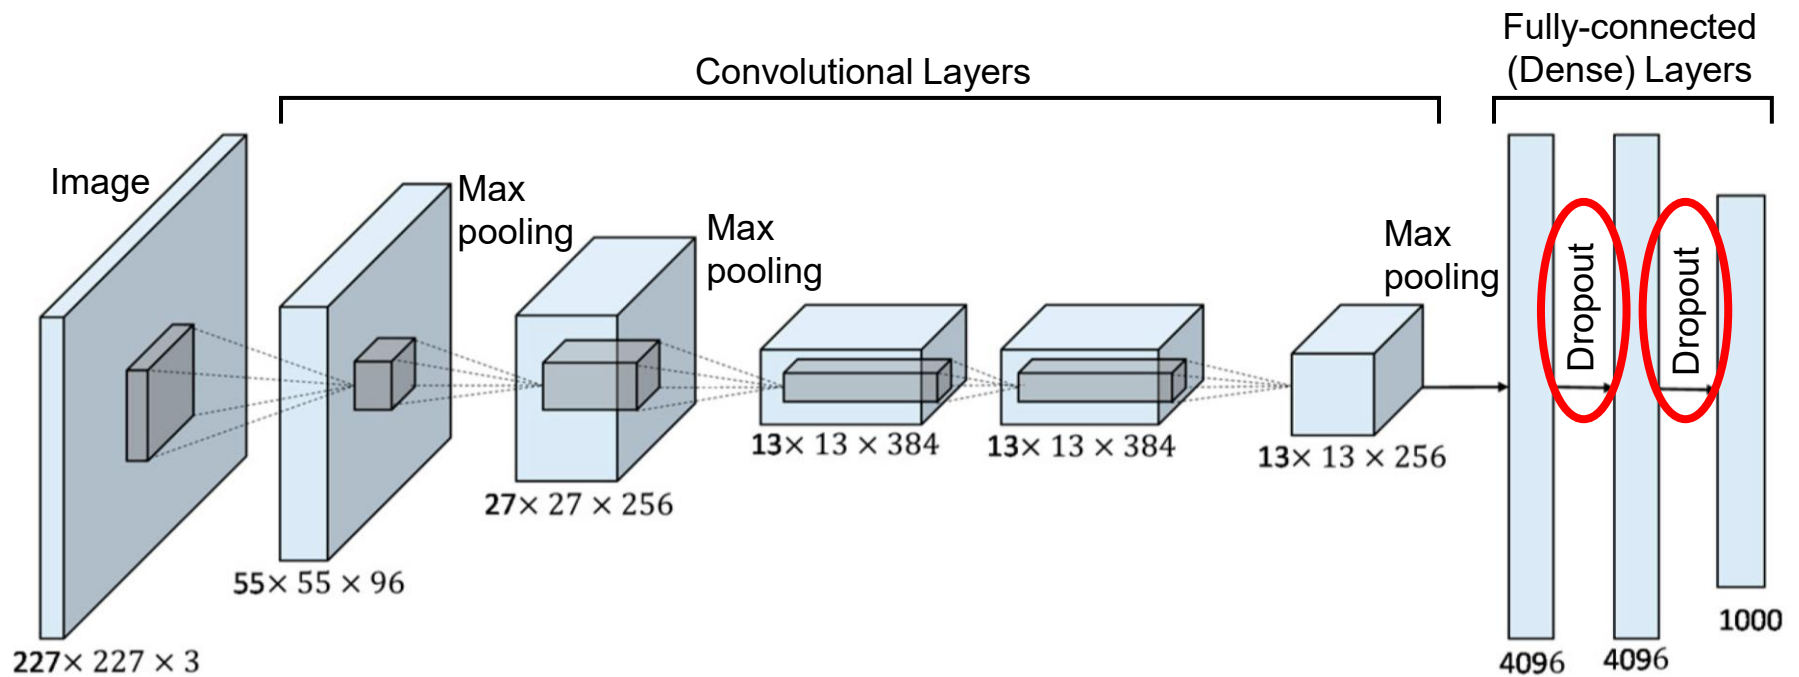 Fully-connected
(Dense) Layers
Convolutional Layers
Image
Max
pooling
Max
pooling
Max
pooling
Dropout
Dropout
13× 13 × 384
13× 13 × 384
13× 13 × 256
27× 27 × 256
55× 55 × 96
227× 227 × 3
4096
4096
1000